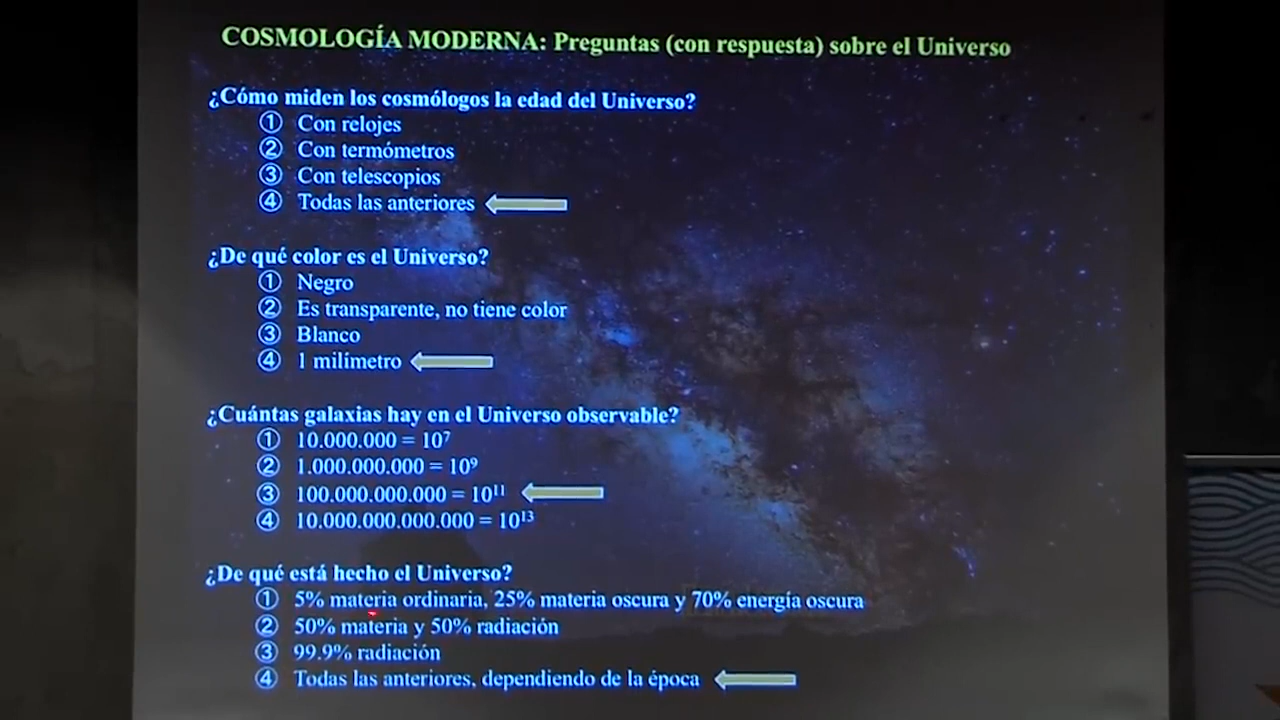 COSMOLOGÍA MODERNA: Preguntas (con respuesta) sobre el Universo
¿Cómo miden los cosmólogos la edad del Universo?
① Con relojes
② Con termómetros
③ Con telescopios
④ Todas las anteriores
¿De qué color es el Universo?
① Negro
② Es transparente, no tiene color
③ Blanco
④ 1 milímetro
¿Cuántas galaxias hay en el Universo observable?
① 10.000.000 = 10⁷
② 1.000.000.000 = 10⁹
③ 100.000.000.000 = 10¹¹
④ 10.000.000.000.000 = 10¹³
¿De qué está hecho el Universo?
① 5% materia ordinaria, 25% materia oscura y 70% energía oscura
② 50% materia y 50% radiación
③ 99.9% radiación
④ Todas las anteriores, dependiendo de la época